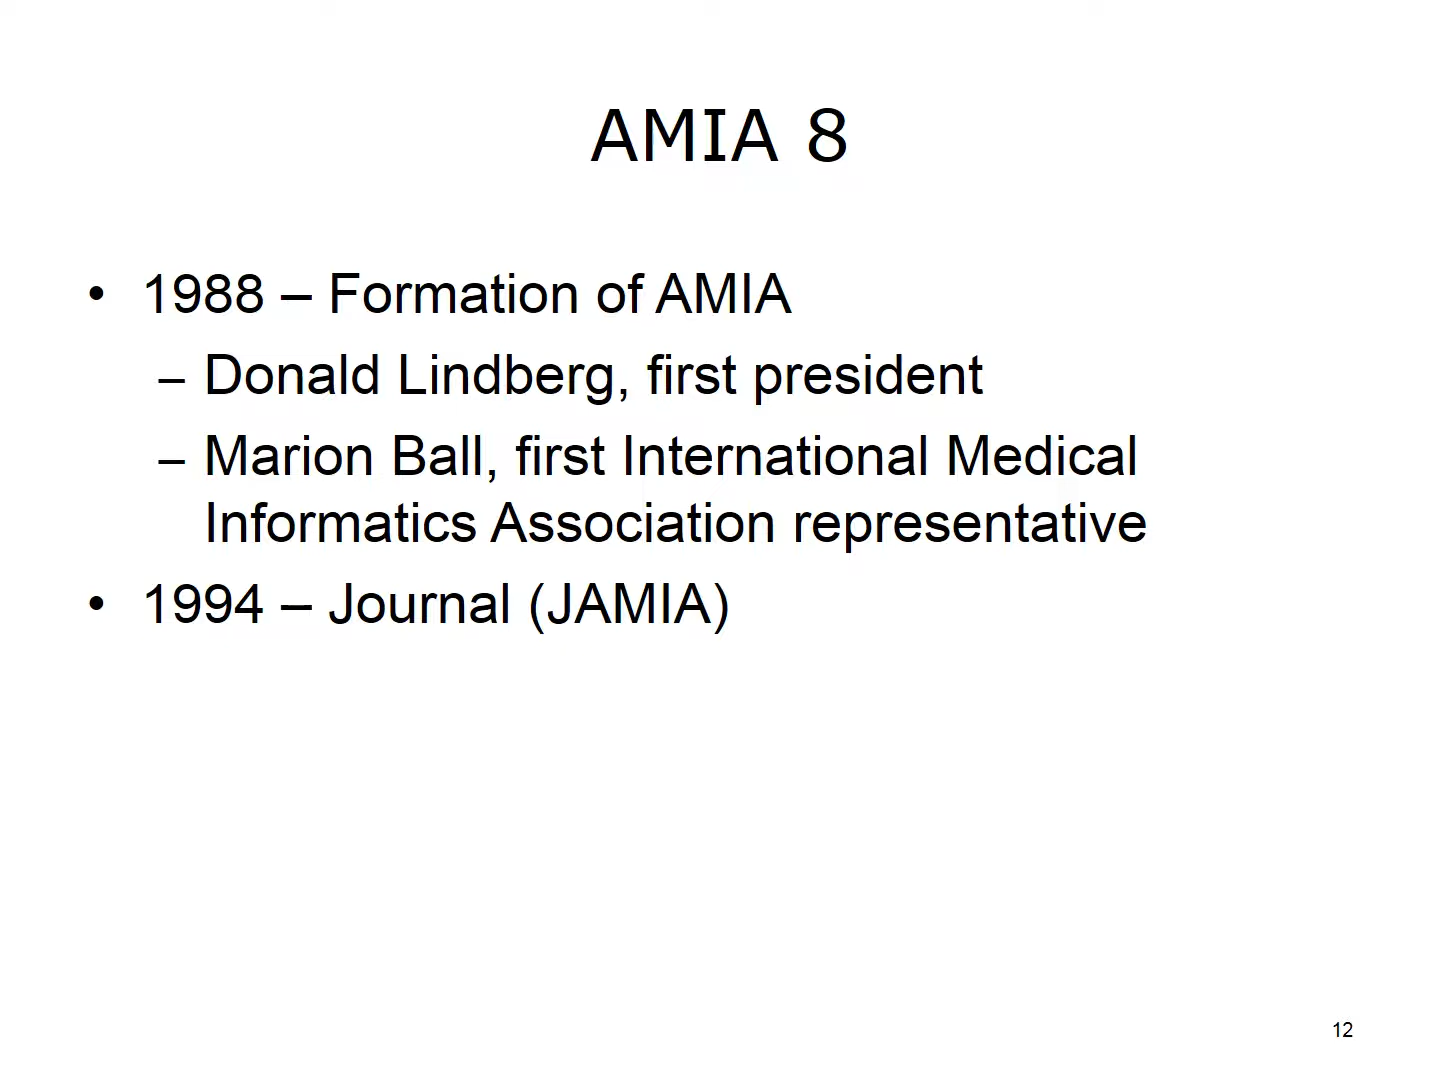 AMIA 8
• 1988 – Formation of AMIA
– Donald Lindberg, first president
– Marion Ball, first International Medical
Informatics Association representative
• 1994 – Journal (JAMIA)
12